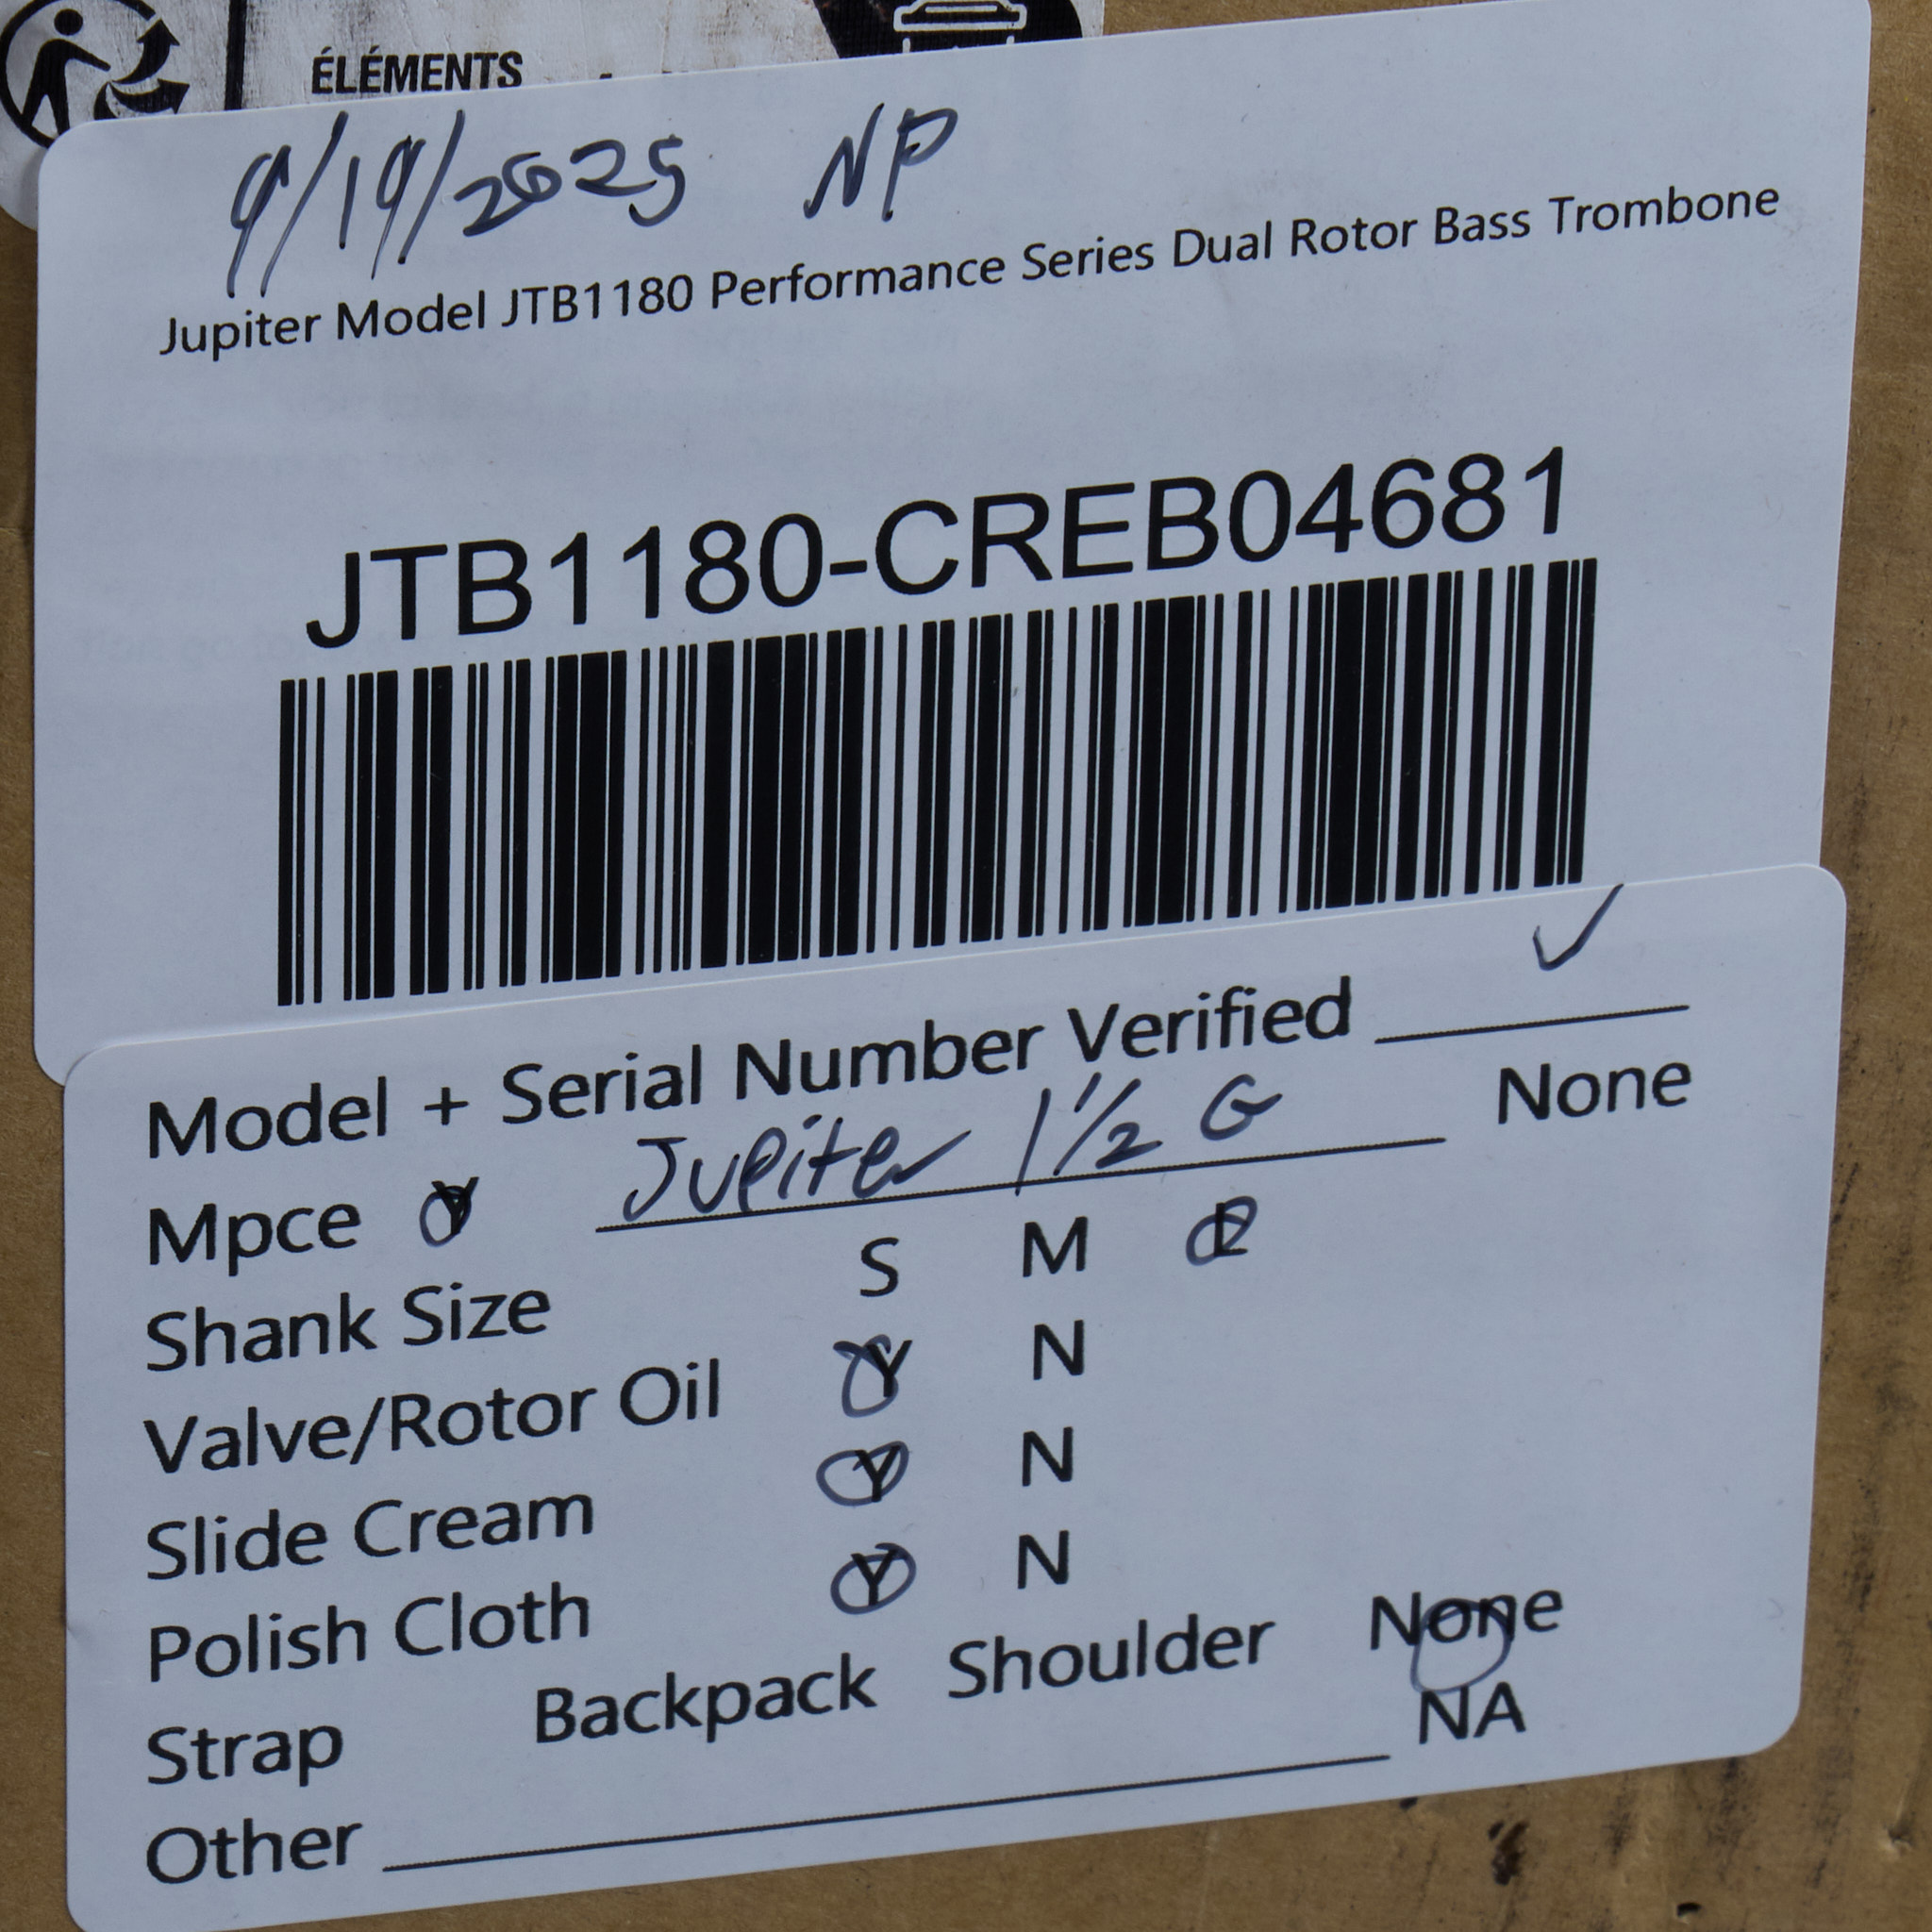 ÉLÉMENTS
9/19/2025 NP
Jupiter Model JTB1180 Performance Series Dual Rotor Bass Trombone
JTB1180-CREB04681
Model + Serial Number Verified ✓
Mpce Y Jupiter 1 1/2 G None
Shank Size S M L
Valve/Rotor Oil Y N
Slide Cream Y N
Polish Cloth Y N
Strap Backpack Shoulder None
Other NA